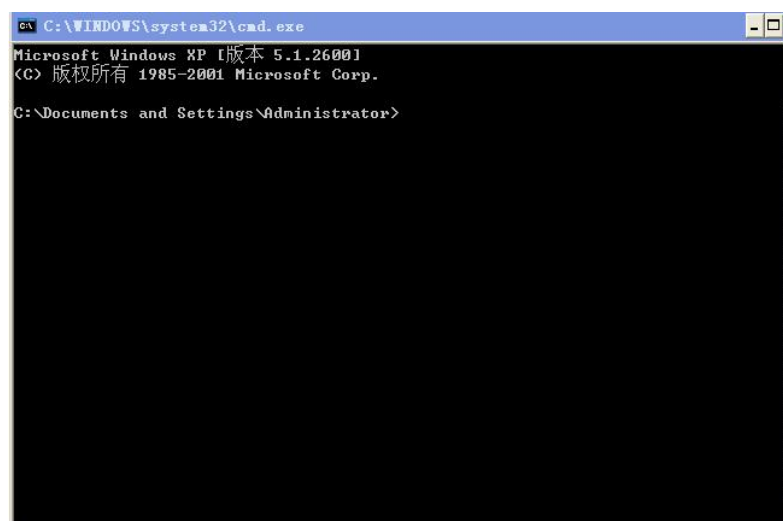 C:\WINDOWS\system32\cmd.exe
Microsoft Windows XP [版本 5.1.2600]
(C) 版权所有 1985-2001 Microsoft Corp.
C:\Documents and Settings\Administrator>